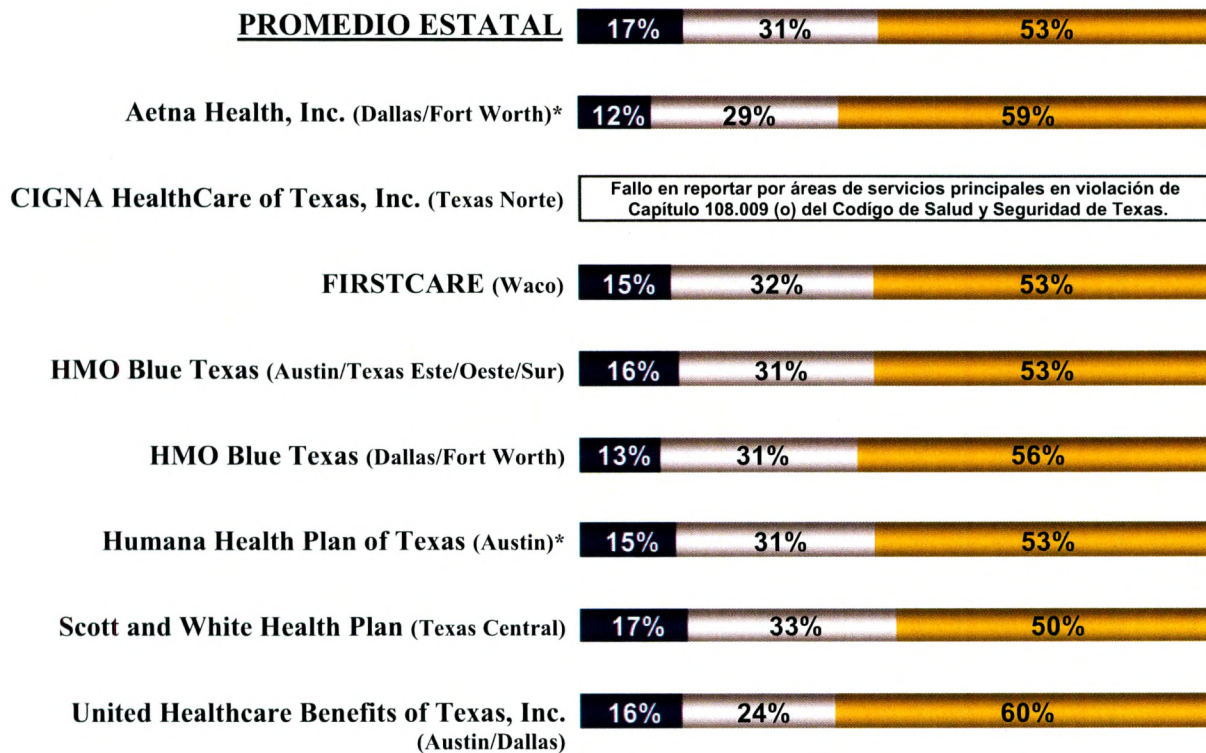 PROMEDIO ESTATAL 17% 31% 53%
Aetna Health, Inc. (Dallas/Fort Worth)* 12% 29% 59%
CIGNA HealthCare of Texas, Inc. (Texas Norte) Fallo en reportar por áreas de servicios principales en violación de
Capítulo 108.009 (o) del Codígo de Salud y Seguridad de Texas.
FIRSTCARE (Waco) 15% 32% 53%
HMO Blue Texas (Austin/Texas Este/Oeste/Sur) 16% 31% 53%
HMO Blue Texas (Dallas/Fort Worth) 13% 31% 56%
Humana Health Plan of Texas (Austin)* 15% 31% 53%
Scott and White Health Plan (Texas Central) 17% 33% 50%
United Healthcare Benefits of Texas, Inc. 16% 24% 60%
(Austin/Dallas)